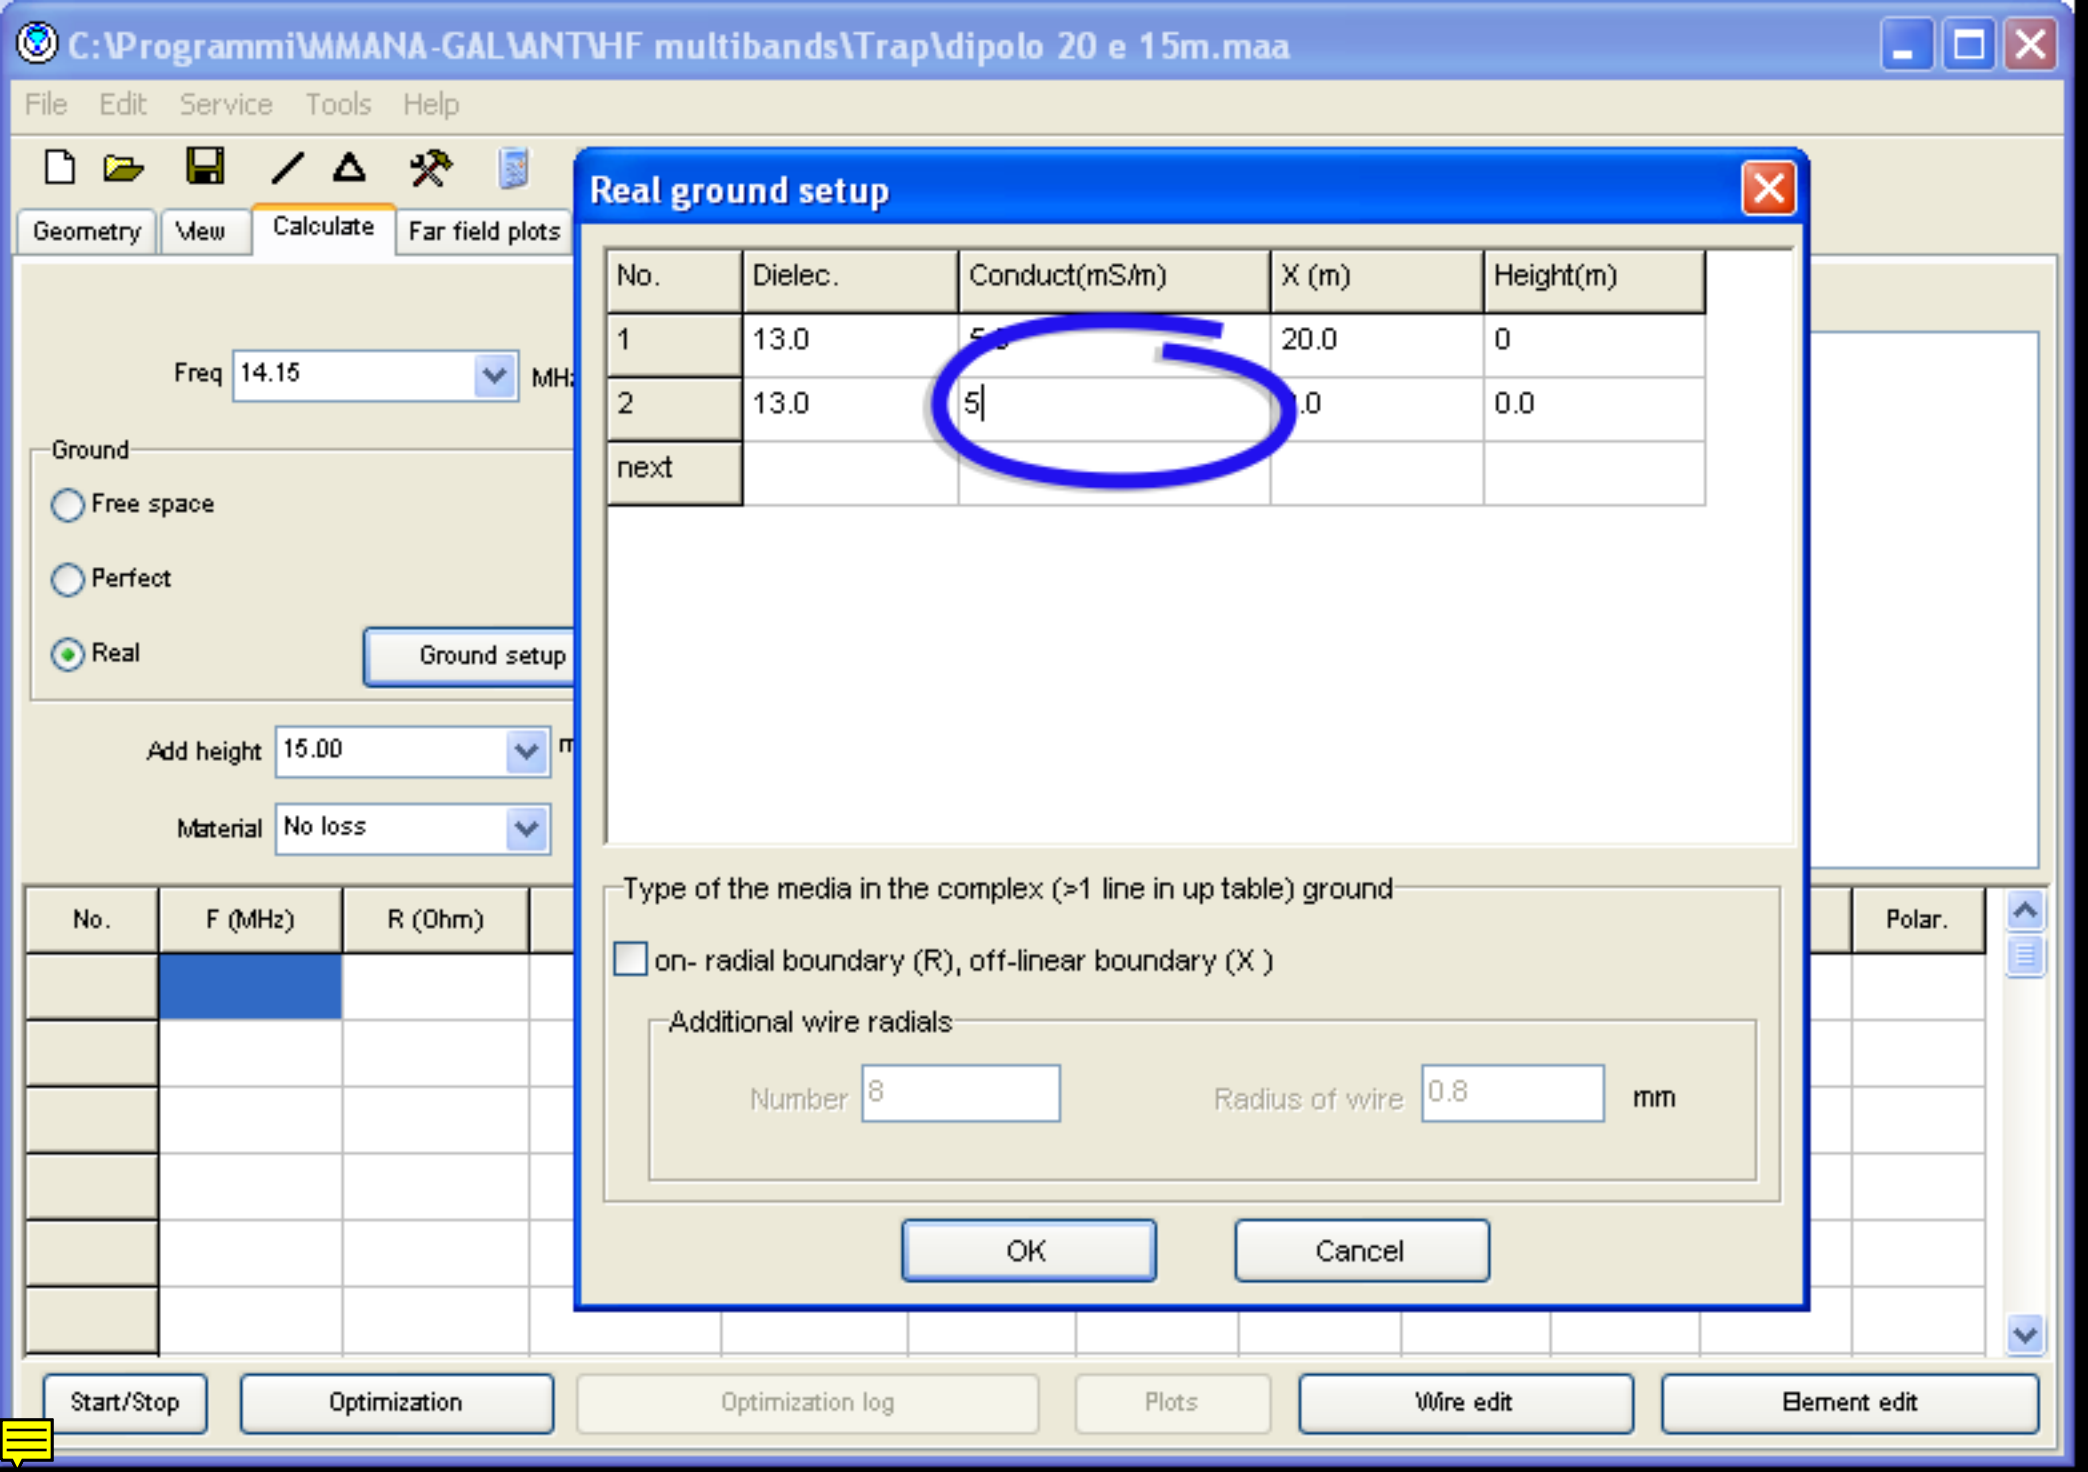 C:\Programmi\MMANA-GAL\ANT\HF multibands\Trap\dipolo 20 e 15m.maa
File Edit Service Tools Help
Real ground setup
Geometry View Calculate Far field plots
No. Dielec. Conduct(mS/m) X (m) Height(m)
1 13.0 20.0 0
2 13.0 5 .0 0.0
next
Freq 14.15 MHz
Ground
Free space
Perfect
Real Ground setup
Add height 15.00 m
Material No loss
Type of the media in the complex (>1 line in up table) ground
on- radial boundary (R), off-linear boundary (X )
Additional wire radials
Number 8 Radius of wire 0.8 mm
OK Cancel
No. F (MHz) R (Ohm) Polar.
Start/Stop Optimization Optimization log Plots Wire edit Element edit